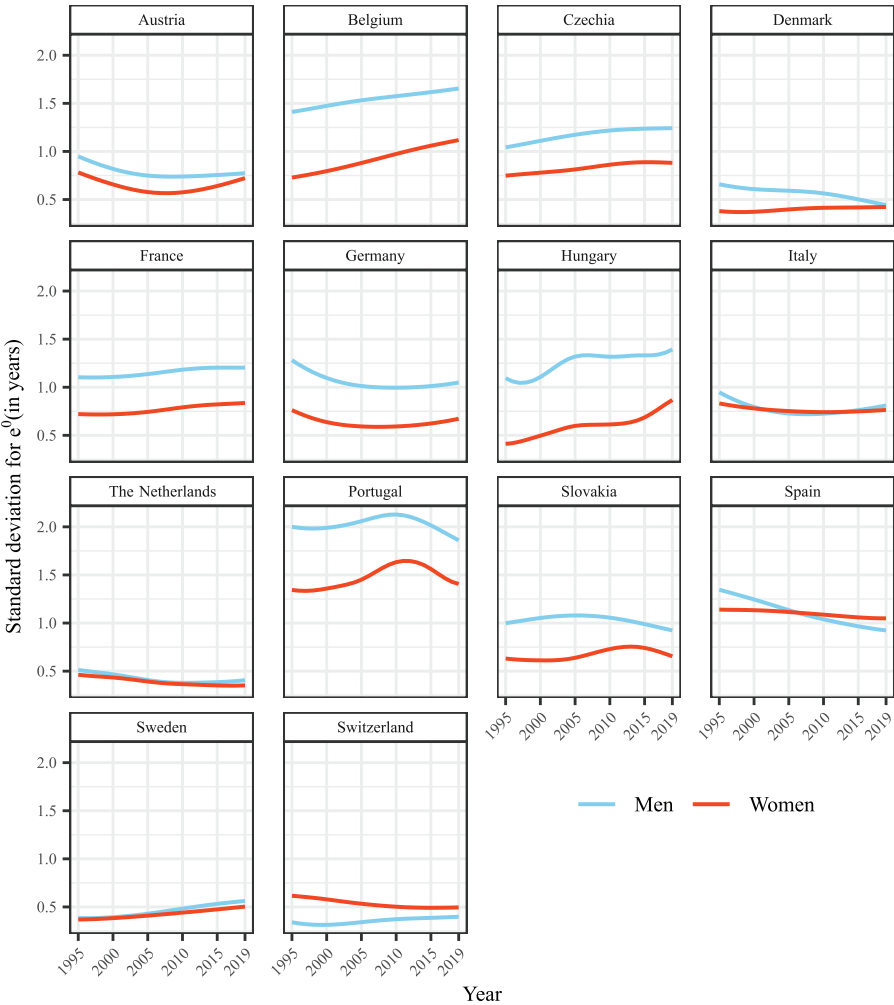 Austria Belgium Czechia Denmark
2.0
1.5
1.0
0.5
France Germany Hungary Italy
2.0
1.5
1.0
0.5
The Netherlands Portugal Slovakia Spain
2.0
1.5
1.0
0.5
1995 2000 2005 2010 2015 2019 1995 2000 2005 2010 2015 2019
Sweden Switzerland
2.0
1.5
1.0
0.5
1995 2000 2005 2010 2015 2019 1995 2000 2005 2010 2015 2019
Men Women
Standard deviation for e⁰(in years)
Year